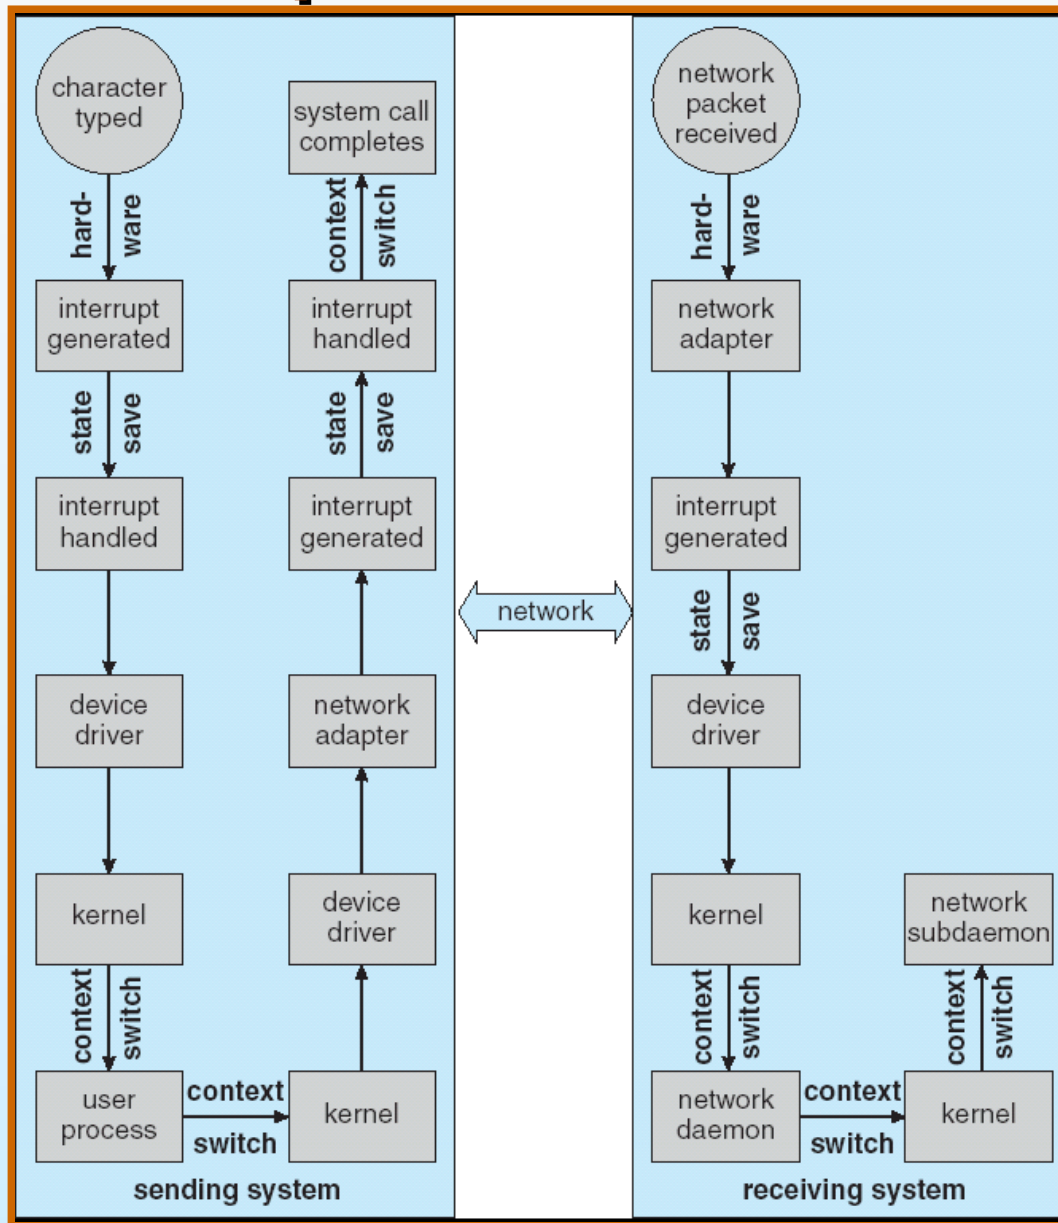 character
typed
hard-
ware
interrupt
generated
state
save
interrupt
handled
device
driver
kernel
context
switch
user
process
context
switch
kernel
device
driver
network
adapter
interrupt
generated
state
save
interrupt
handled
context
switch
system call
completes
sending system
network
network
packet
received
hard-
ware
network
adapter
interrupt
generated
state
save
device
driver
kernel
context
switch
network
daemon
context
switch
kernel
context
switch
network
subdaemon
receiving system